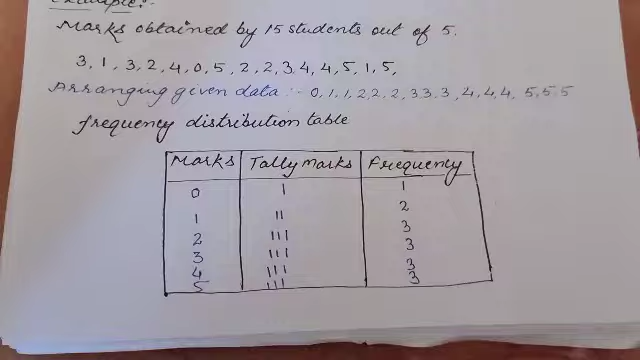 Example:
Marks obtained by 15 students out of 5.
3, 1, 3, 2, 4, 0, 5, 2, 2, 3, 4, 4, 5, 1, 5,
Arranging given data :- 0, 1, 1, 2, 2, 2, 3, 3, 3, 4, 4, 4, 5, 5, 5
frequency distribution table
Marks Tally marks frequency
0 | 1
1 || 2
2 ||| 3
3 ||| 3
4 ||| 3
5 ||| 3